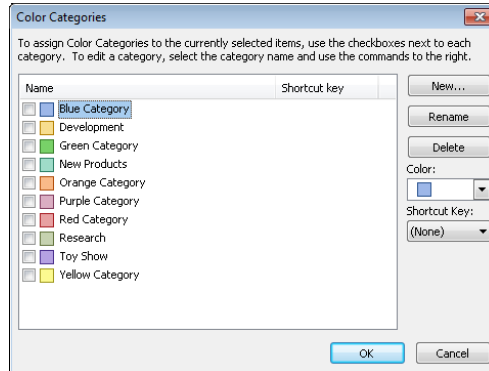 Color Categories
To assign Color Categories to the currently selected items, use the checkboxes next to each
category. To edit a category, select the category name and use the commands to the right.
Name Shortcut key
New...
Blue Category
Rename
Development
Green Category
Delete
New Products
Color:
Orange Category
Purple Category
Shortcut Key:
Red Category
(None)
Research
Toy Show
Yellow Category
OK Cancel